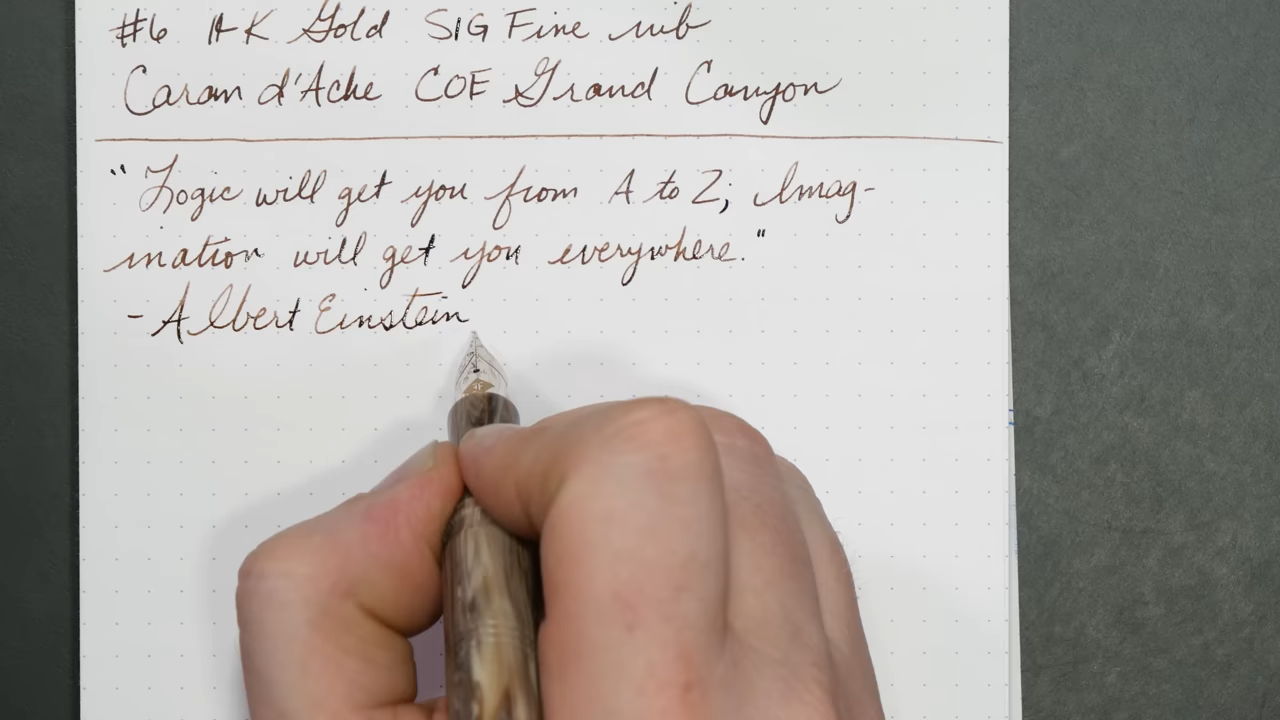 #6 14K Gold SIG Fine nib
Caran d'Ache COE Grand Canyon
"Logic will get you from A to Z; Imag-
ination will get you everywhere."
- Albert Einstein